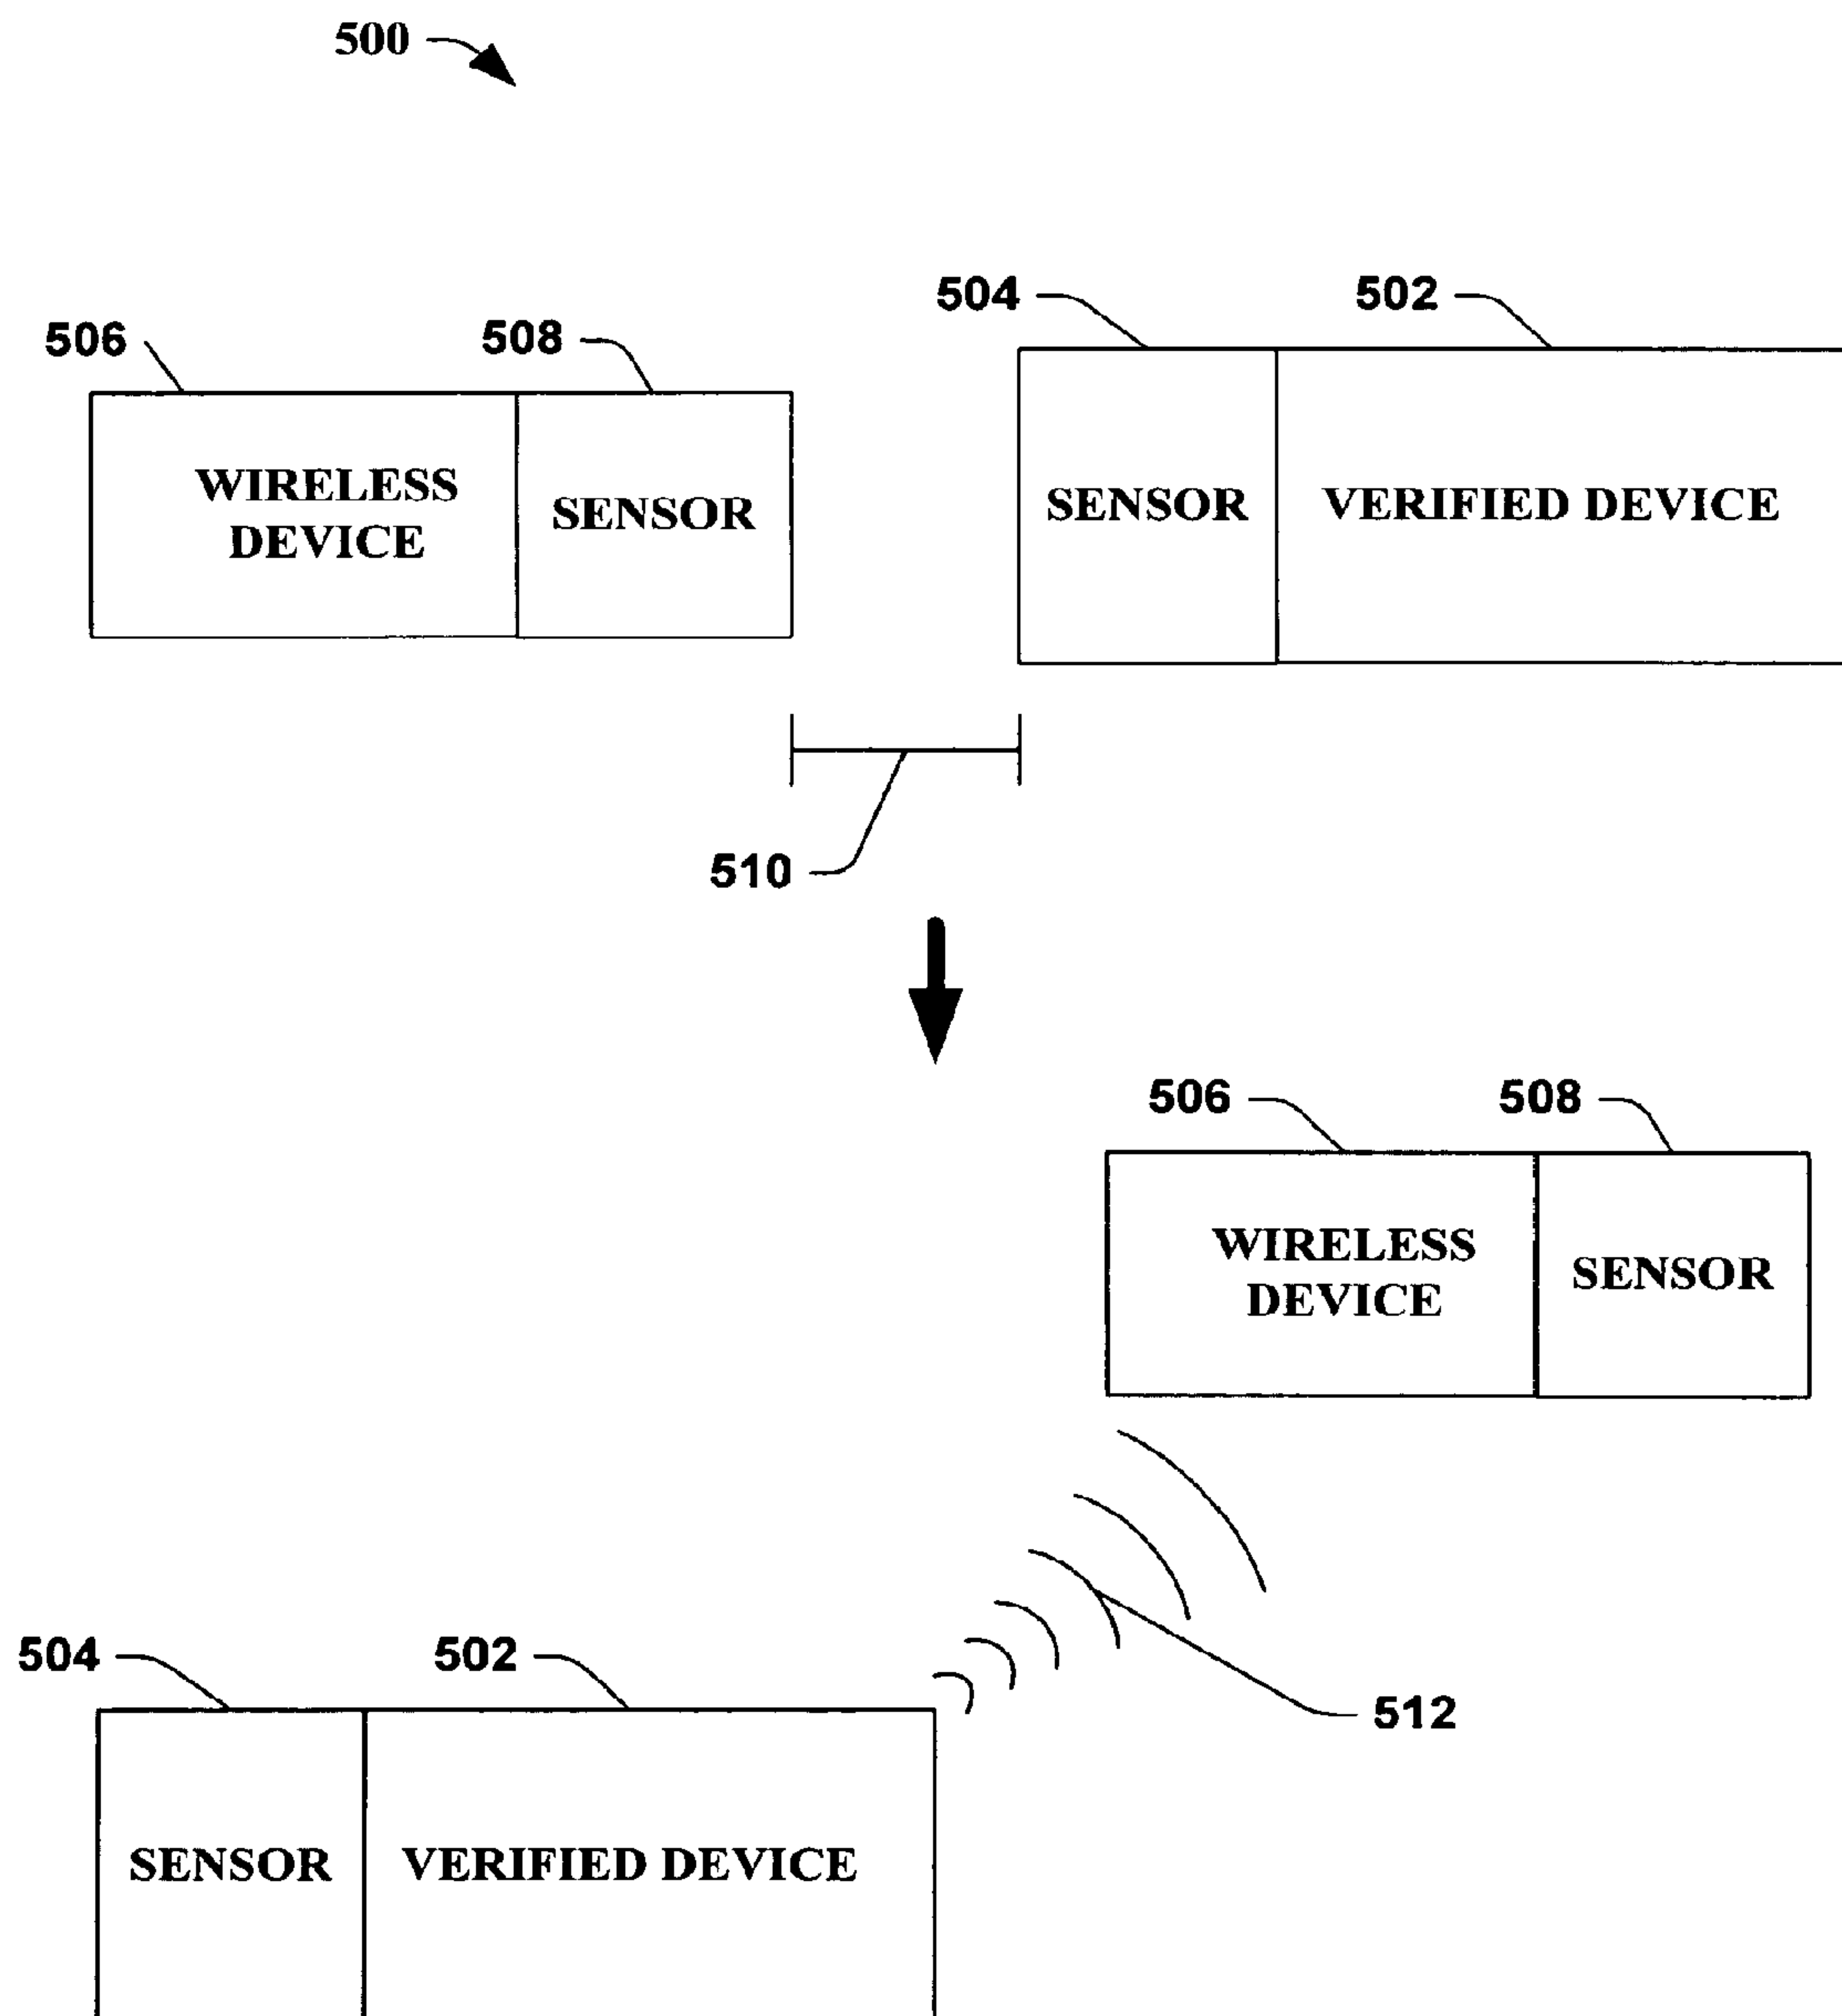 500
504
502
506
508
WIRELESS
DEVICE
SENSOR
SENSOR
VERIFIED DEVICE
510
506
508
WIRELESS
DEVICE
SENSOR
504
502
512
SENSOR
VERIFIED DEVICE